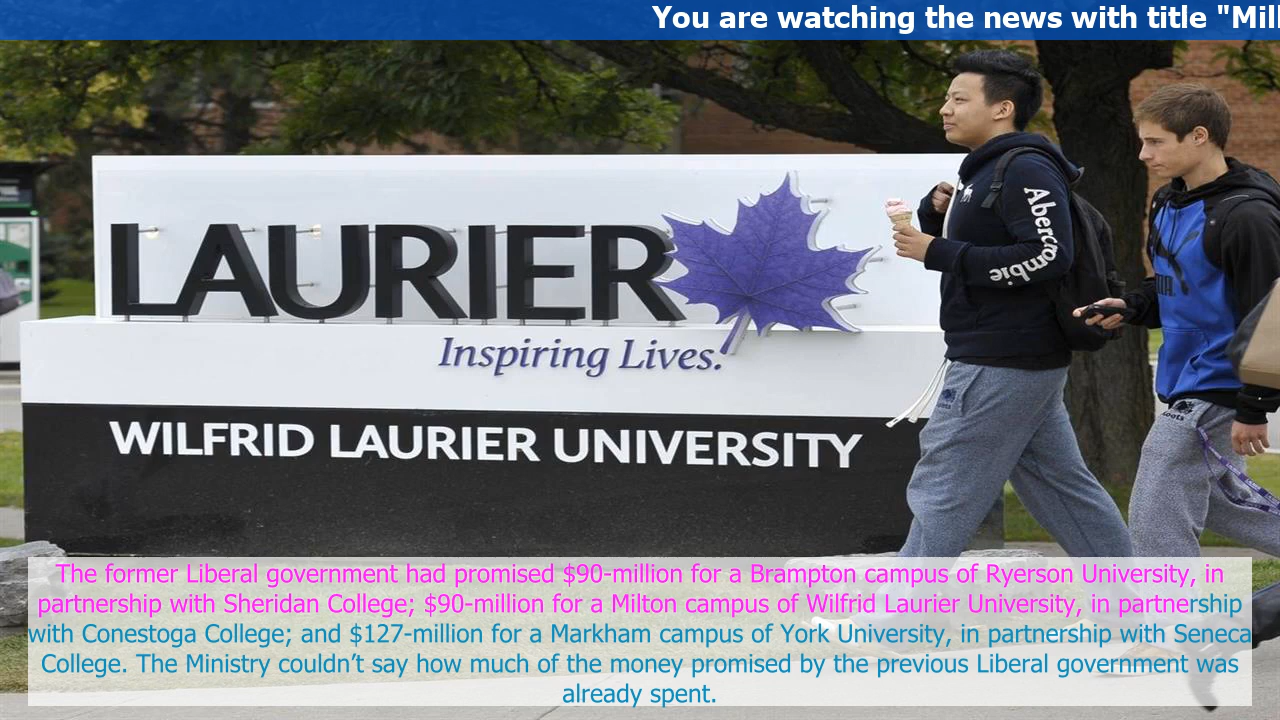 You are watching the news with title "Mill
LAURIER
Inspiring Lives.
WILFRID LAURIER UNIVERSITY
Abercrombie
Roots
The former Liberal government had promised $90-million for a Brampton campus of Ryerson University, in
partnership with Sheridan College; $90-million for a Milton campus of Wilfrid Laurier University, in partnership
with Conestoga College; and $127-million for a Markham campus of York University, in partnership with Seneca
College. The Ministry couldn’t say how much of the money promised by the previous Liberal government was
already spent.